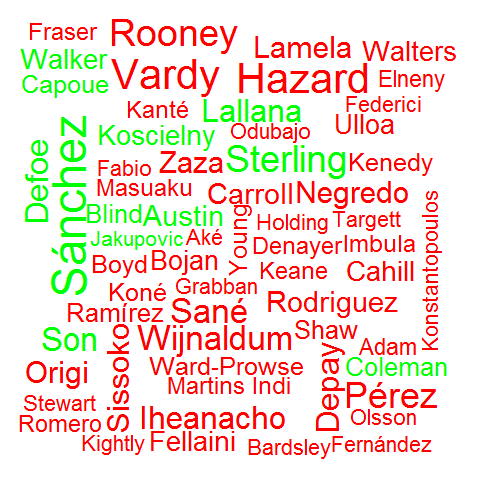 Fraser
Rooney
Lamela
Walters
Walker
Vardy
Hazard
Elneny
Capoue
Kanté
Lallana
Federici
Ulloa
Koscielny
Odubajo
Defoe
Sánchez
Fabio
Zaza
Sterling
Kenedy
Masuaku
Carroll
Negredo
Blind
Austin
Young
Holding
Targett
Konstantopoulos
Jakupovic
Aké
Denayer
Imbula
Boyd
Bojan
Keane
Cahill
Koné
Grabban
Ramírez
Sané
Rodriguez
Son
Sissoko
Wijnaldum
Shaw
Adam
Origi
Ward-Prowse
Depay
Coleman
Martins Indi
Pérez
Stewart
Romero
Iheanacho
Olsson
Kightly
Fellaini
Bardsley
Fernández